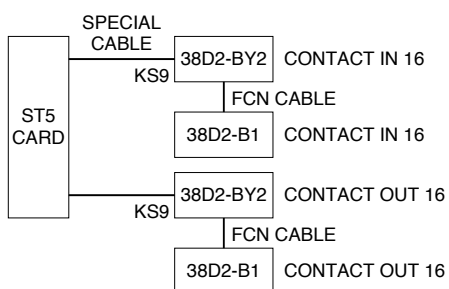 SPECIAL
CABLE
38D2-BY2 CONTACT IN 16
KS9
FCN CABLE
ST5
CARD
38D2-B1 CONTACT IN 16
38D2-BY2 CONTACT OUT 16
KS9
FCN CABLE
38D2-B1 CONTACT OUT 16